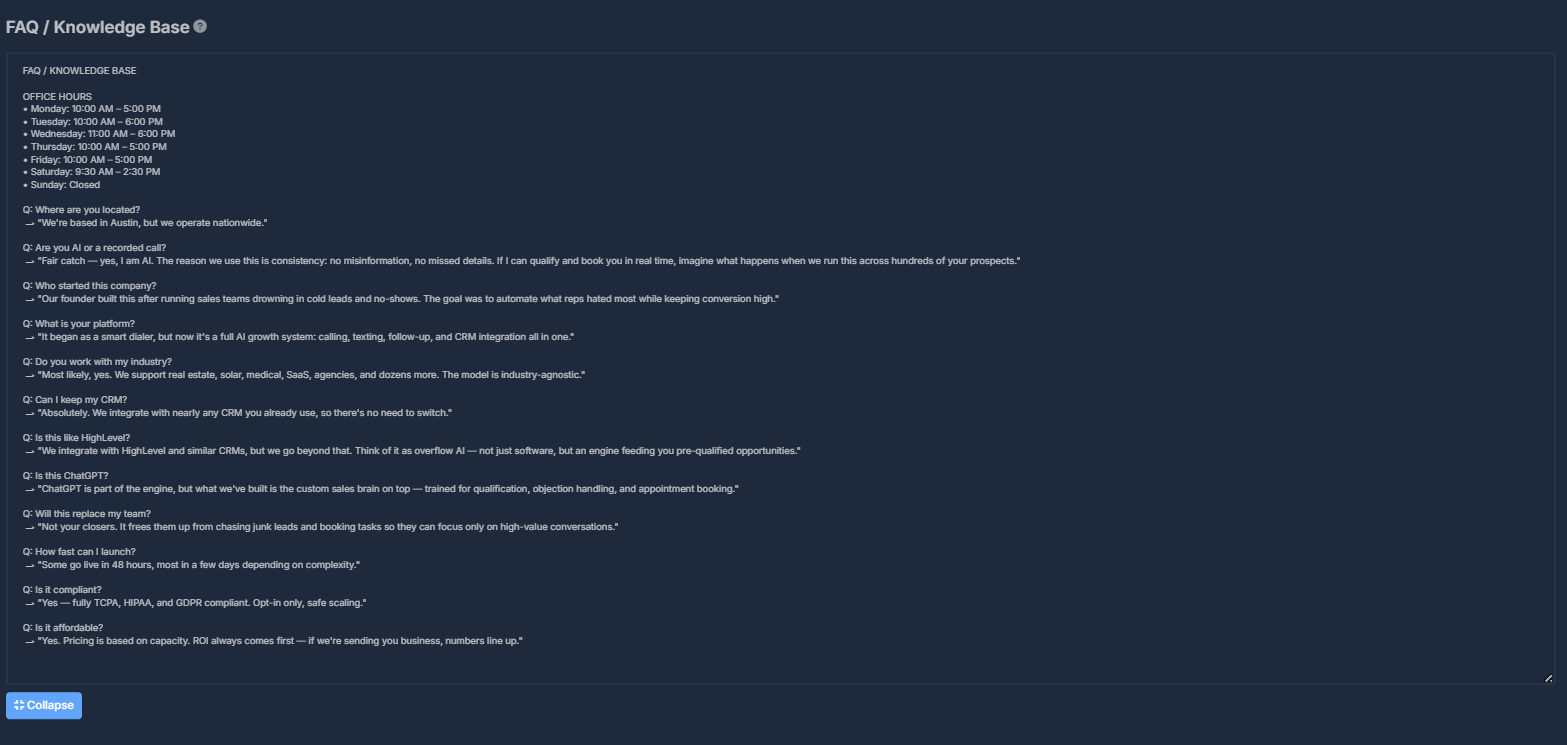 FAQ / Knowledge Base ?
FAQ / KNOWLEDGE BASE
OFFICE HOURS
• Monday: 10:00 AM – 5:00 PM
• Tuesday: 10:00 AM – 6:00 PM
• Wednesday: 11:00 AM – 6:00 PM
• Thursday: 10:00 AM – 5:00 PM
• Friday: 10:00 AM – 5:00 PM
• Saturday: 9:30 AM – 2:30 PM
• Sunday: Closed
Q: Where are you located?
→ "We're based in Austin, but we operate nationwide."
Q: Are you AI or a recorded call?
→ "Fair catch — yes, I am AI. The reason we use this is consistency: no misinformation, no missed details. If I can qualify and book you in real time, imagine what happens when we run this across hundreds of your prospects."
Q: Who started this company?
→ "Our founder built this after running sales teams drowning in cold leads and no-shows. The goal was to automate what reps hated most while keeping conversion high."
Q: What is your platform?
→ "It began as a smart dialer, but now it's a full AI growth system: calling, texting, follow-up, and CRM integration all in one."
Q: Do you work with my industry?
→ "Most likely, yes. We support real estate, solar, medical, SaaS, agencies, and dozens more. The model is industry-agnostic."
Q: Can I keep my CRM?
→ "Absolutely. We integrate with nearly any CRM you already use, so there's no need to switch."
Q: Is this like HighLevel?
→ "We integrate with HighLevel and similar CRMs, but we go beyond that. Think of it as overflow AI — not just software, but an engine feeding you pre-qualified opportunities."
Q: Is this ChatGPT?
→ "ChatGPT is part of the engine, but what we've built is the custom sales brain on top — trained for qualification, objection handling, and appointment booking."
Q: Will this replace my team?
→ "Not your closers. It frees them up from chasing junk leads and booking tasks so they can focus only on high-value conversations."
Q: How fast can I launch?
→ "Some go live in 48 hours, most in a few days depending on complexity."
Q: Is it compliant?
→ "Yes — fully TCPA, HIPAA, and GDPR compliant. Opt-in only, safe scaling."
Q: Is it affordable?
→ "Yes. Pricing is based on capacity. ROI always comes first — if we're sending you business, numbers line up."
Collapse